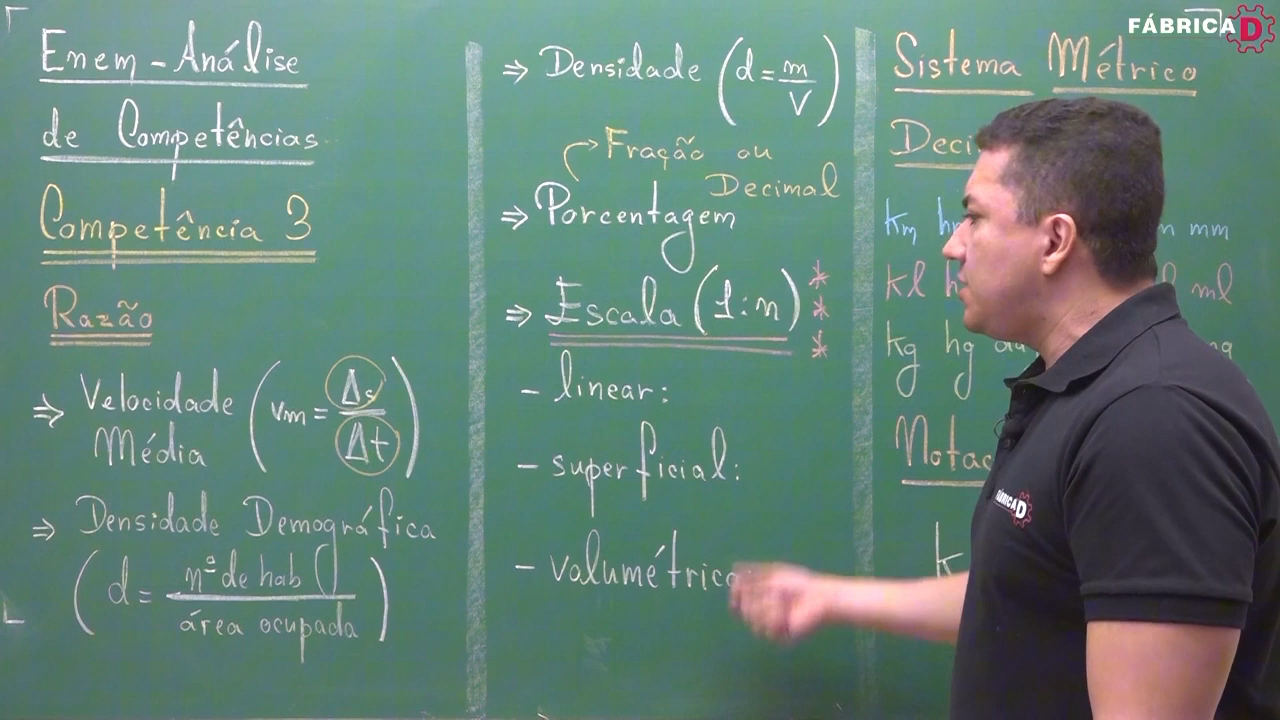 Enem - Análise
de Competências
Competência 3
Razão
⇒ Velocidade
Média (vm = Δs/Δt)
⇒ Densidade Demográfica
(d = nº de hab/área ocupada)
⇒ Densidade (d = m/V)
Fração ou
Decimal
⇒ Porcentagem
⇒ Escala (1:n) ***
- linear:
- superficial:
- valumétrica
FÁBRICA D
Sistema Métrico
km mm
kl ml
kg hg
k
FÁBRICA D